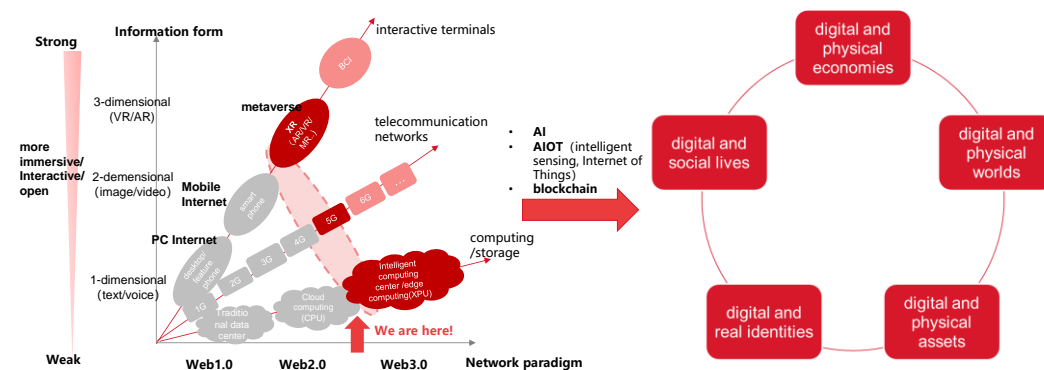 Strong
Information form
interactive terminals
BCI
3-dimensional
(VR/AR)
metaverse
XR
(AR/VR/
MR..)
telecommunication
networks
more
immersive/
Interactive/
open
2-demensional
(image/video)
Mobile
Internet
smart
phone
...
6G
5G
4G
3G
2G
1G
PC Internet
desktop/
feature
phone
1-dimensional
(text/voice)
computing
/storage
Intelligent
computing
center /edge
computing(XPU)
Cloud
computing
(CPU)
Traditio
nal data
center
We are here!
Weak
Web1.0
Web2.0
Web3.0
Network paradigm
• AI
• AIOT (intelligent
sensing, Internet of
Things)
• blockchain
digital and
physical
economies
digital and
social lives
digital and
physical
worlds
digital and
real identities
digital and
physical
assets